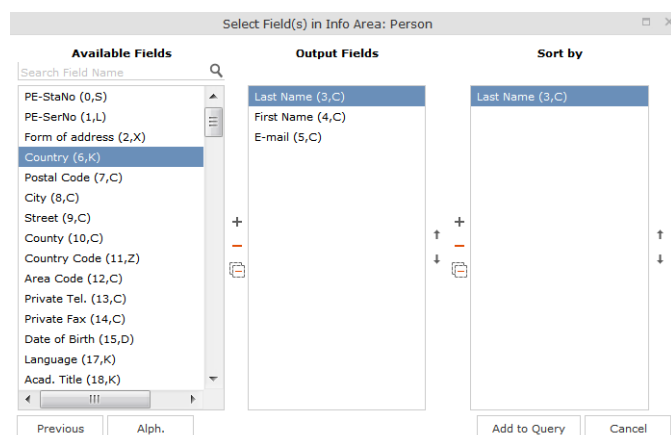 Select Field(s) in Info Area: Person
Available Fields
Output Fields
Sort by
Search Field Name
PE-StaNo (0,S)
PE-SerNo (1,L)
Form of address (2,X)
Country (6,K)
Postal Code (7,C)
City (8,C)
Street (9,C)
County (10,C)
Country Code (11,Z)
Area Code (12,C)
Private Tel. (13,C)
Private Fax (14,C)
Date of Birth (15,D)
Language (17,K)
Acad. Title (18,K)
Last Name (3,C)
First Name (4,C)
E-mail (5,C)
Last Name (3,C)
Previous
Alph.
Add to Query
Cancel